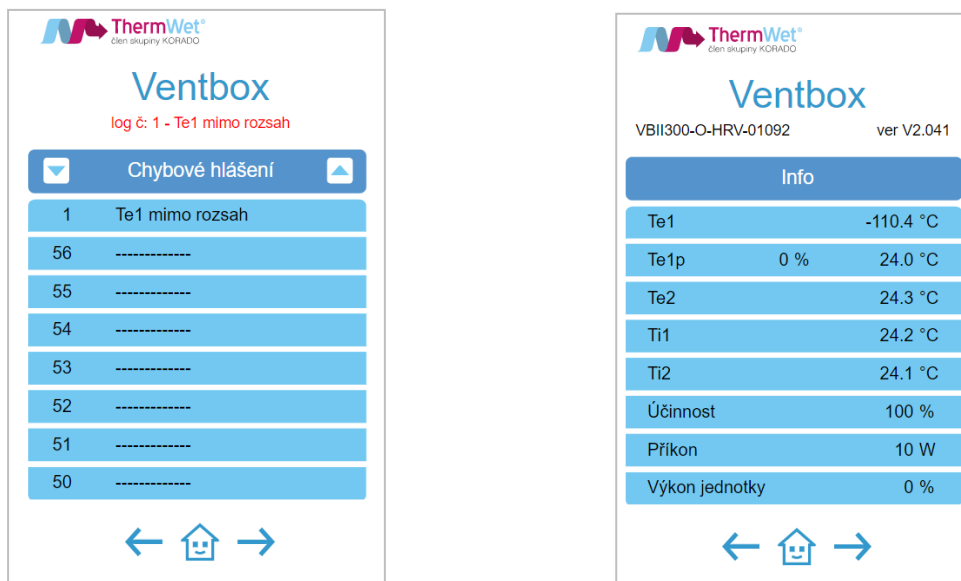 ThermWet®
člen skupiny KORADO
Ventbox
log č: 1 - Te1 mimo rozsah
Chybové hlášení
1 Te1 mimo rozsah
56 -------------
55 -------------
54 -------------
53 -------------
52 -------------
51 -------------
50 -------------
ThermWet®
člen skupiny KORADO
Ventbox
VBII300-O-HRV-01092 ver V2.041
Info
Te1 -110.4 °C
Te1p 0 % 24.0 °C
Te2 24.3 °C
Ti1 24.2 °C
Ti2 24.1 °C
Účinnost 100 %
Příkon 10 W
Výkon jednotky 0 %